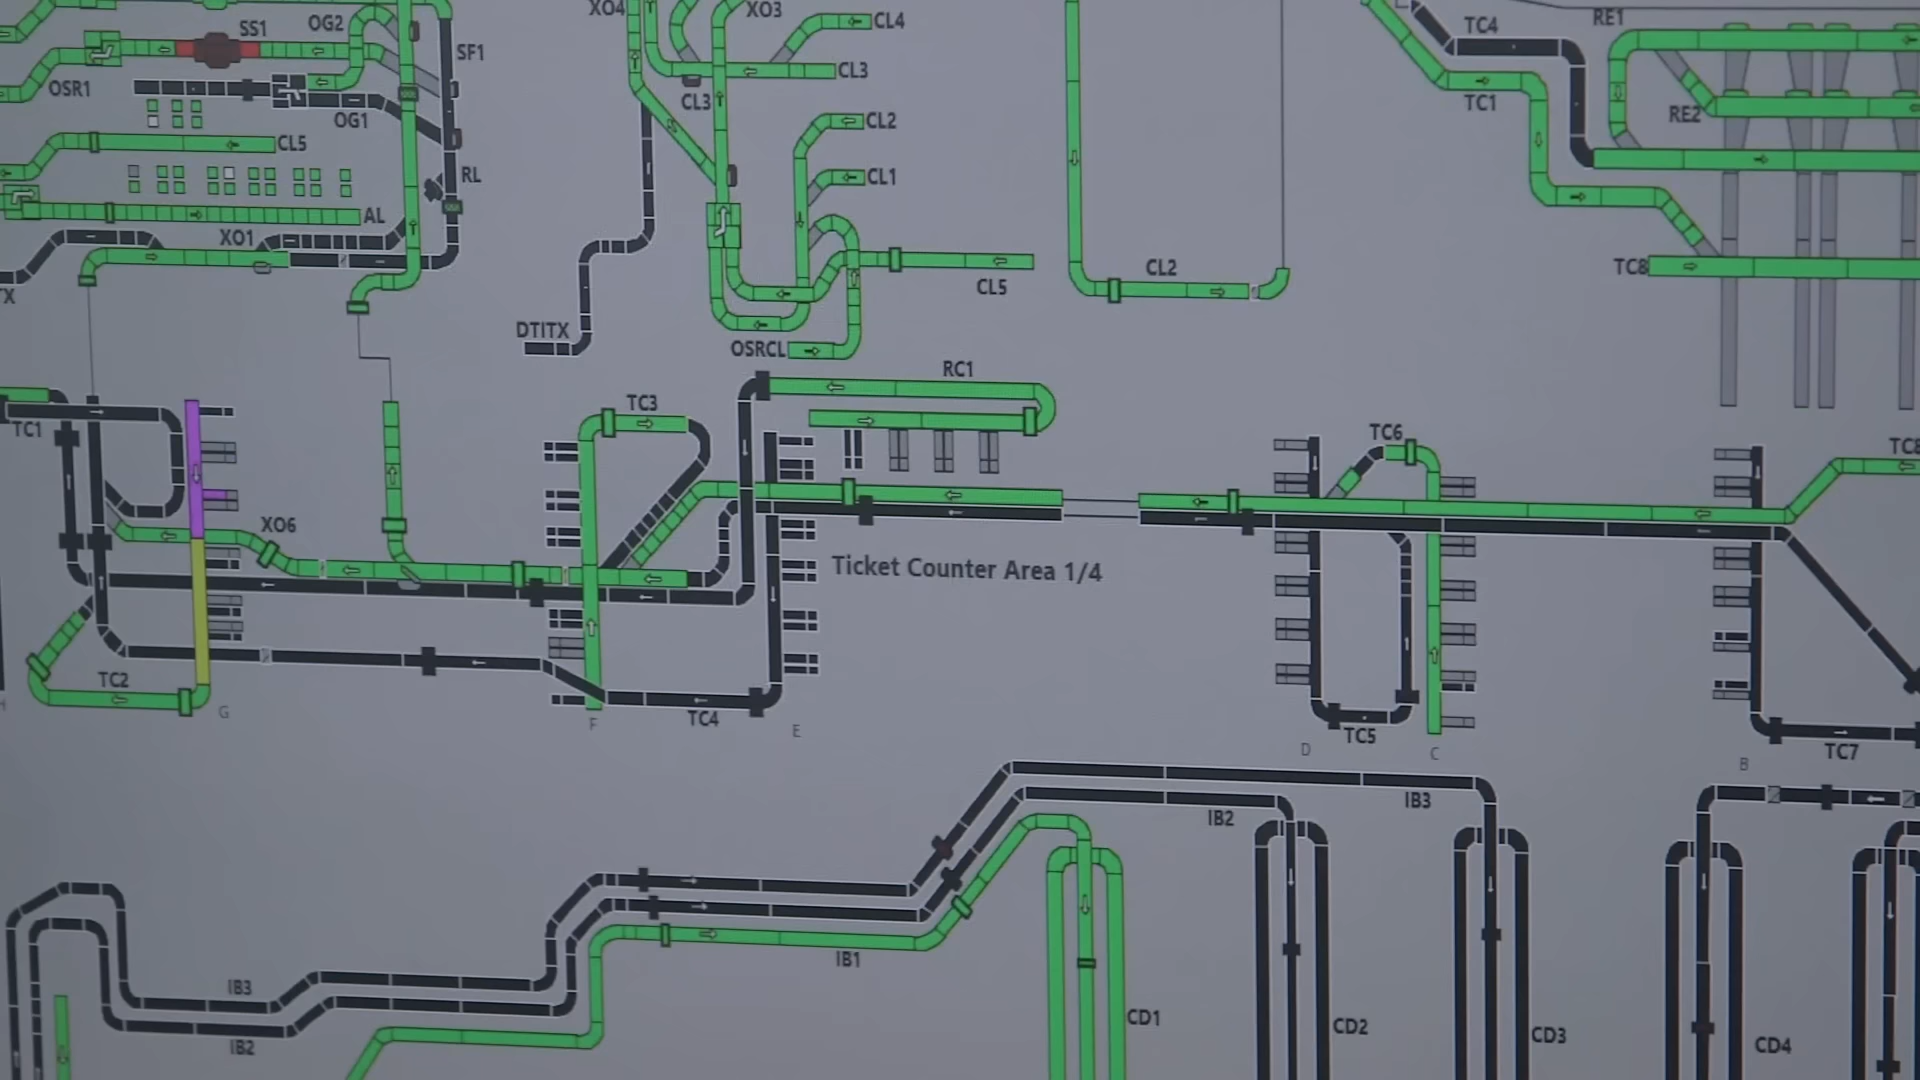 XO4
XO3
CL4
TC4
RE1
SS1
OG2
SF1
OSR1
CL3
CL3
TC1
RE2
OG1
CL2
CL5
RL
CL1
AL
XO1
CL2
TC8
TX
CL5
DTITX
OSRCL
RC1
TC3
TC1
TC6
TC8
XO6
Ticket Counter Area 1/4
TC2
G
F
TC4
E
TC5
D
C
TC7
B
H
IB3
IB2
IB1
IB3
IB2
CD1
CD2
CD3
CD4